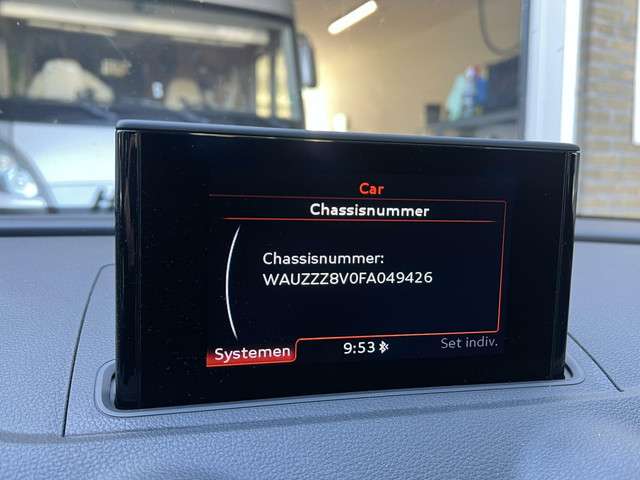 Car
Chassisnummer
Chassisnummer:
WAUZZZ8V0FA049426
Systemen
9:53
Set indiv.